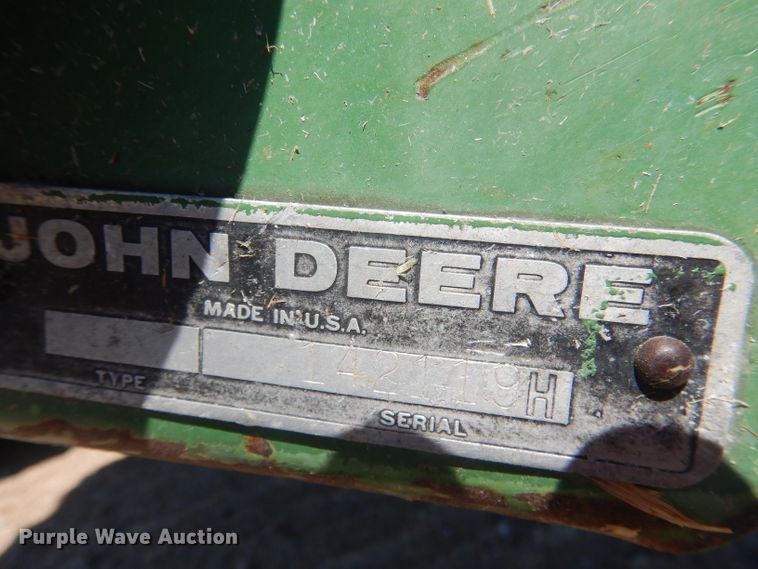 JOHN DEERE
MADE IN U.S.A.
142119H
TYPE
SERIAL
Purple Wave Auction